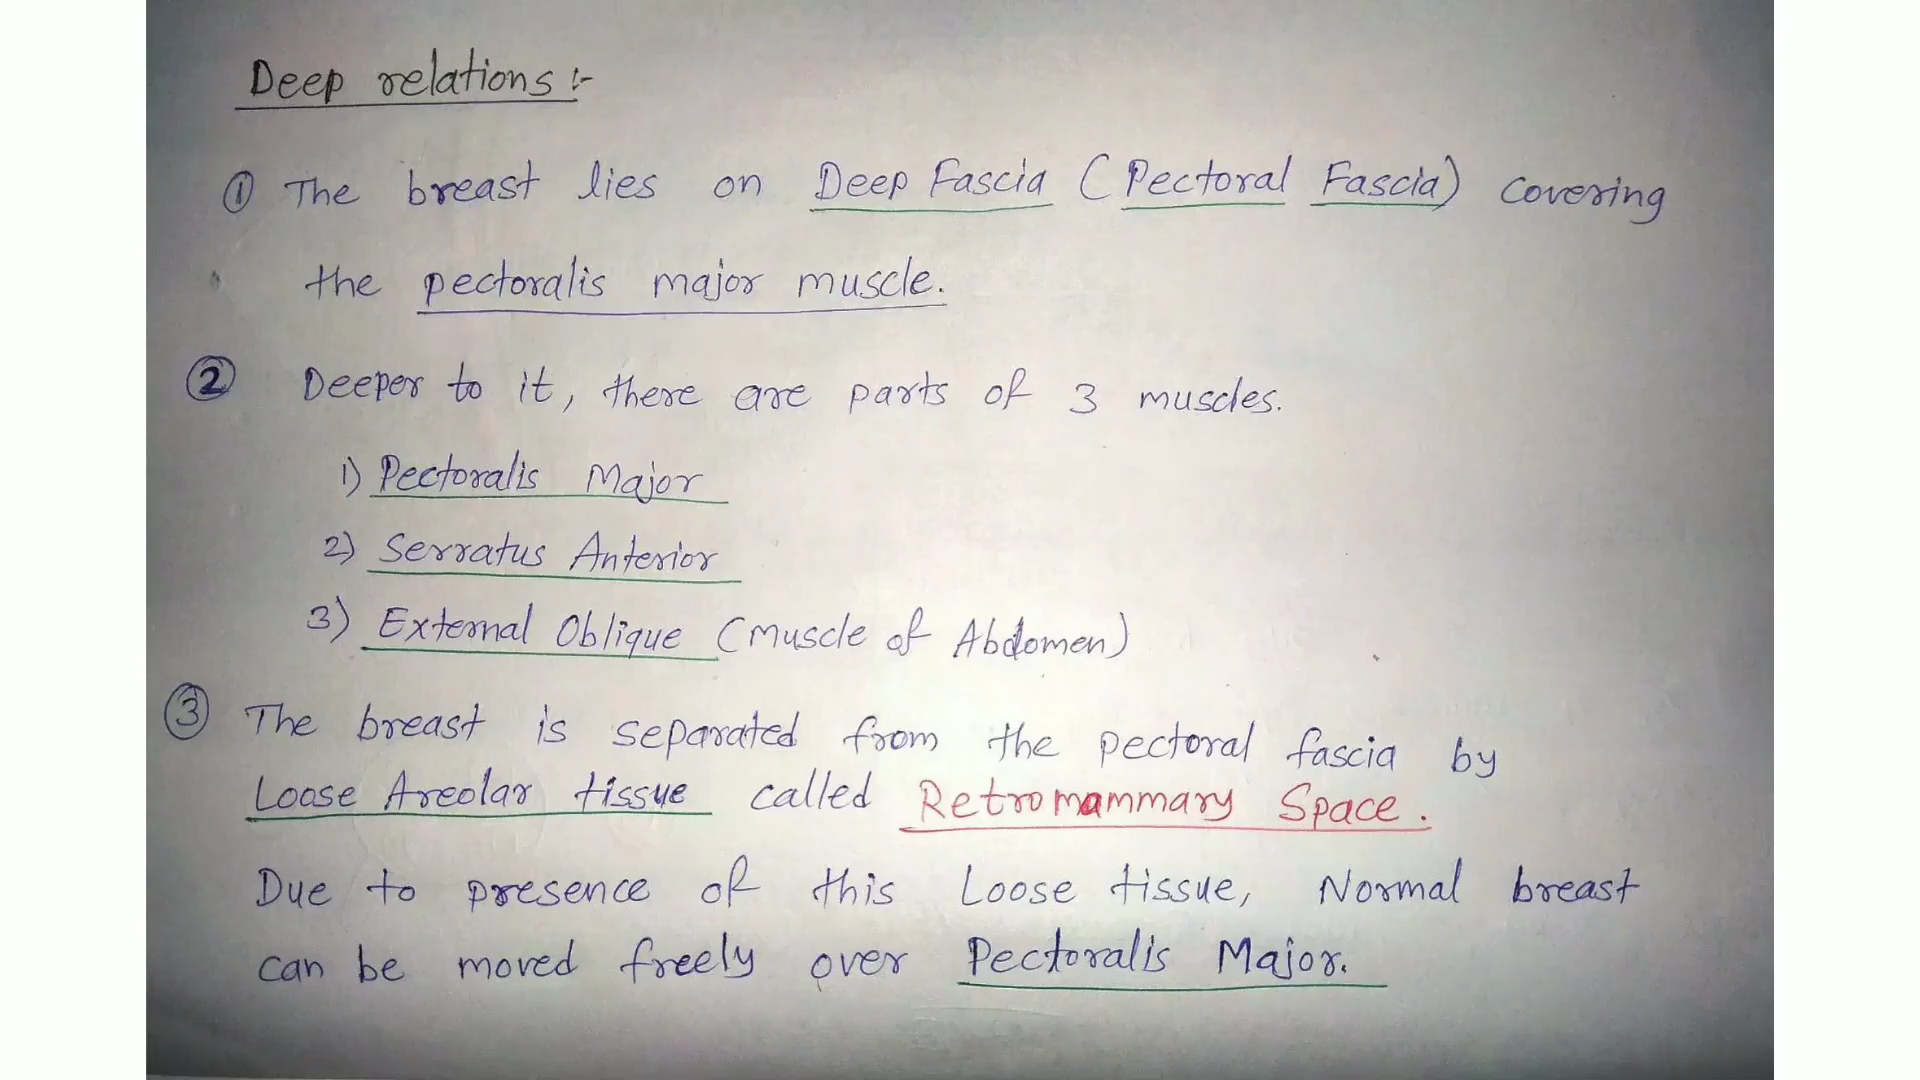 Deep relations :-
① The breast lies on Deep Fascia (Pectoral Fascia) covering
the pectoralis major muscle.
② Deeper to it, there are parts of 3 muscles.
1) Pectoralis Major
2) Serratus Anterior
3) External Oblique (Muscle of Abdomen)
③ The breast is separated from the pectoral fascia by
Loose Areolar tissue called Retromammary Space.
Due to presence of this Loose tissue, Normal breast
can be moved freely over Pectoralis Major.